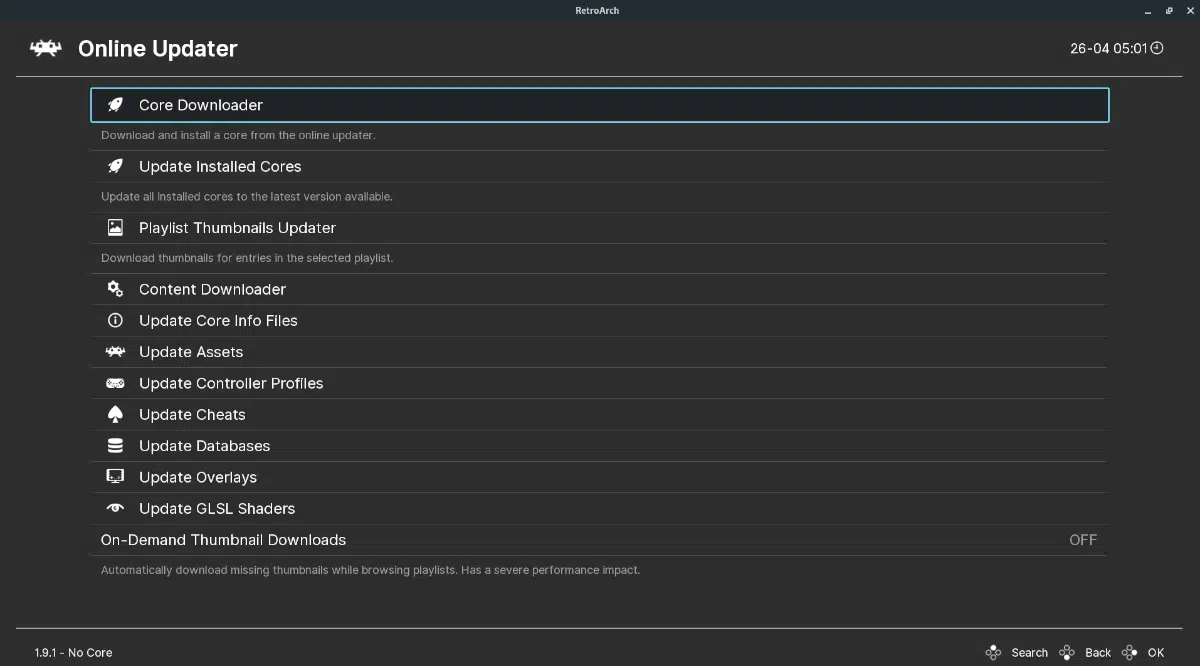 RetroArch
Online Updater
26-04 05:01
Core Downloader
Download and install a core from the online updater.
Update Installed Cores
Update all installed cores to the latest version available.
Playlist Thumbnails Updater
Download thumbnails for entries in the selected playlist.
Content Downloader
Update Core Info Files
Update Assets
Update Controller Profiles
Update Cheats
Update Databases
Update Overlays
Update GLSL Shaders
On-Demand Thumbnail Downloads OFF
Automatically download missing thumbnails while browsing playlists. Has a severe performance impact.
1.9.1 - No Core Search Back OK